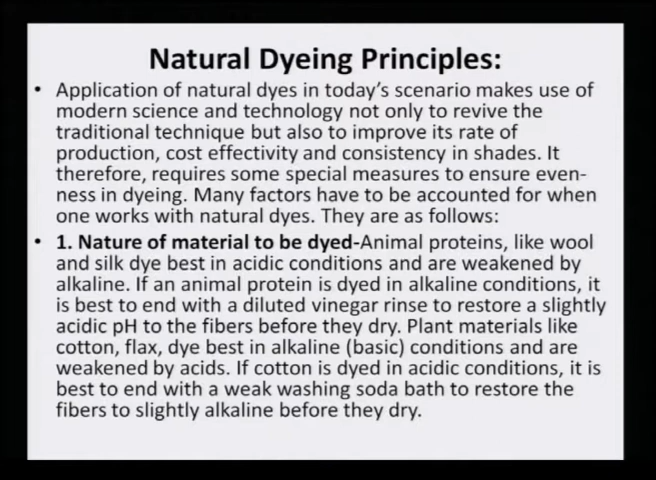 Natural Dyeing Principles:
• Application of natural dyes in today's scenario makes use of
modern science and technology not only to revive the
traditional technique but also to improve its rate of
production, cost effectivity and consistency in shades. It
therefore, requires some special measures to ensure even-
ness in dyeing. Many factors have to be accounted for when
one works with natural dyes. They are as follows:
• 1. Nature of material to be dyed-Animal proteins, like wool
and silk dye best in acidic conditions and are weakened by
alkaline. If an animal protein is dyed in alkaline conditions, it
is best to end with a diluted vinegar rinse to restore a slightly
acidic pH to the fibers before they dry. Plant materials like
cotton, flax, dye best in alkaline (basic) conditions and are
weakened by acids. If cotton is dyed in acidic conditions, it is
best to end with a weak washing soda bath to restore the
fibers to slightly alkaline before they dry.